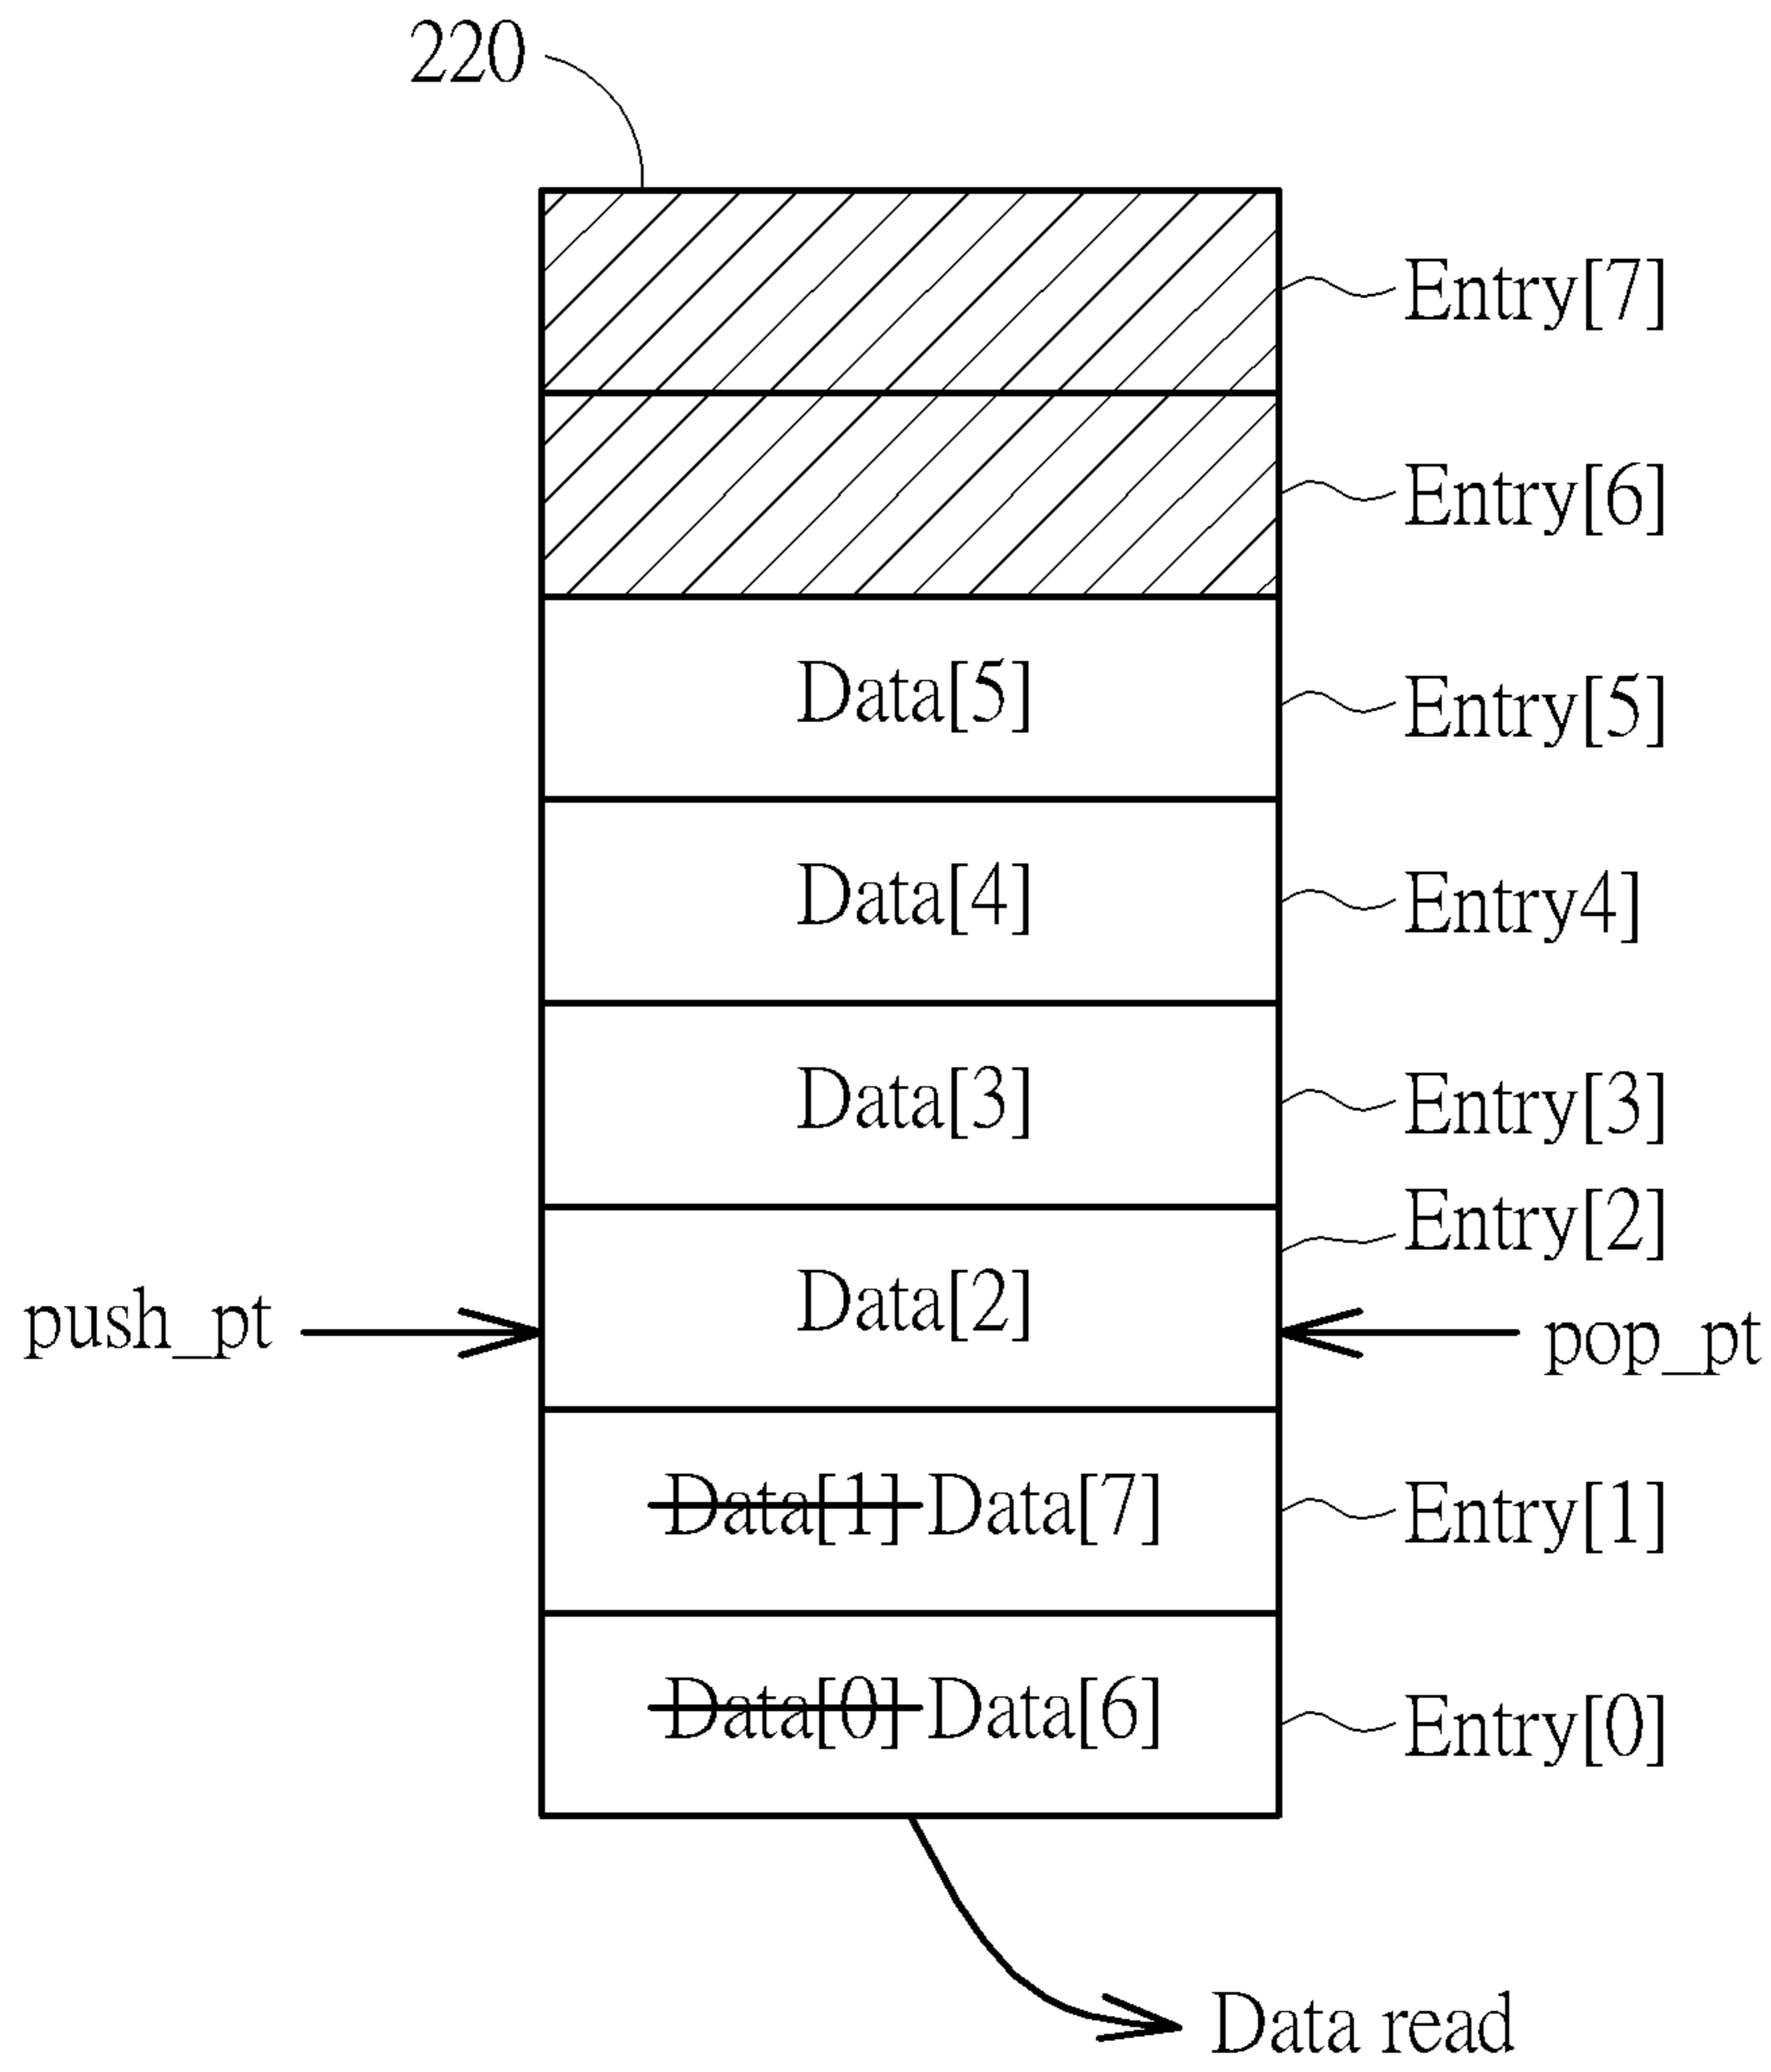 220
Entry[7]
Entry[6]
Data[5] Entry[5]
Data[4] Entry4]
Data[3] Entry[3]
Entry[2]
push_pt Data[2] pop_pt
Data[1] Data[7] Entry[1]
Data[0] Data[6] Entry[0]
Data read